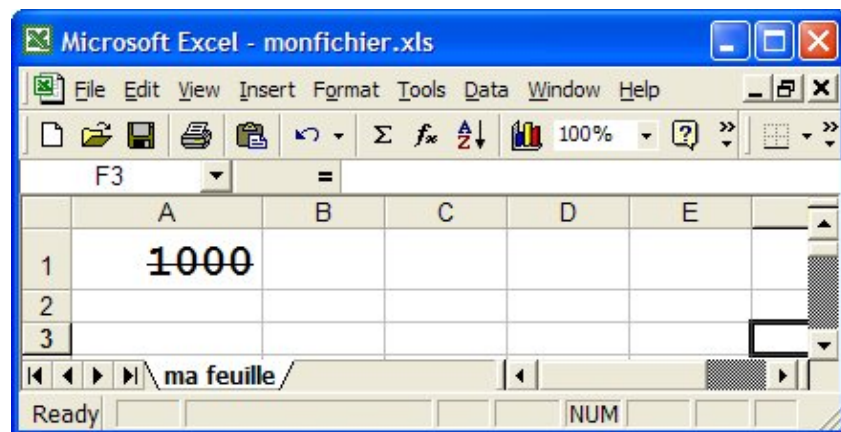 Microsoft Excel - monfichier.xls
File Edit View Insert Format Tools Data Window Help
Σ fx A Z 100% ? »
F3 =
A B C D E
1 1000
2
3
ma feuille
Ready NUM